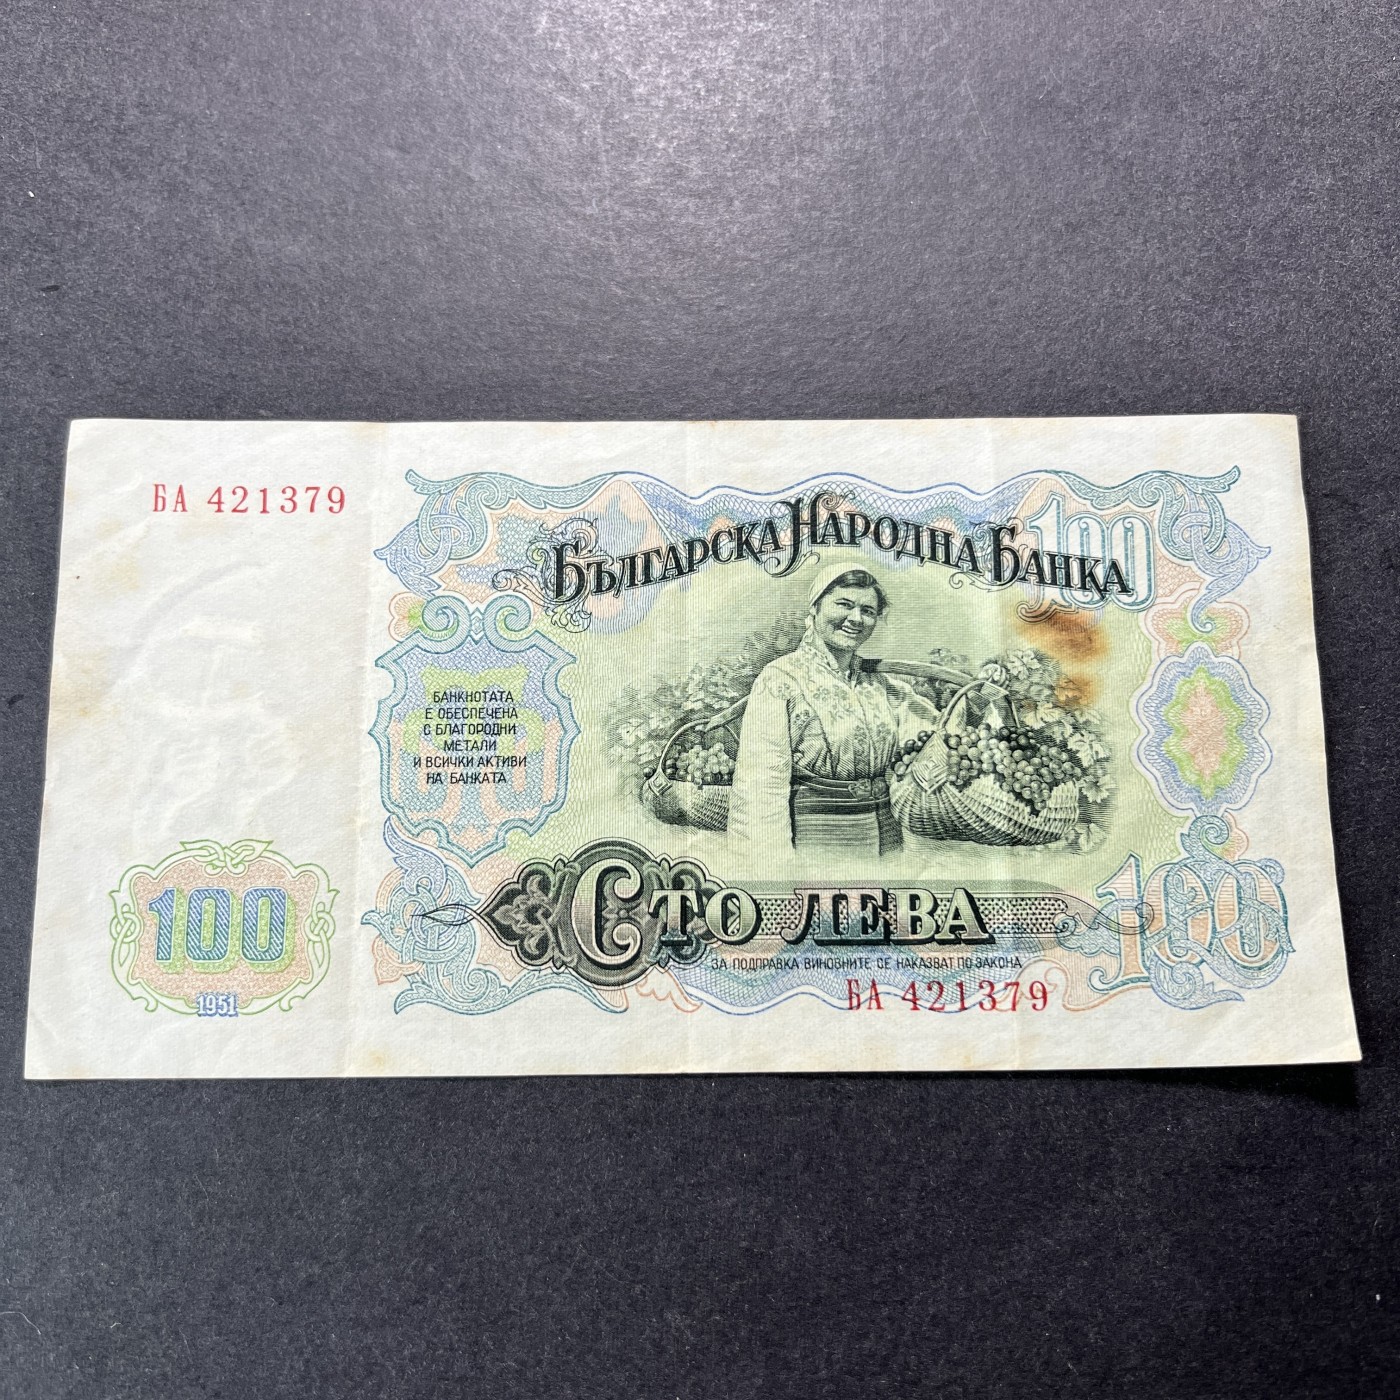 БА 421379
100
БЪЛГАРСКА НАРОДНА БАНКА
БАНКНОТАТА
Е ОБЕСПЕЧЕНА
С БЛАГОРОДНИ
МЕТАЛИ
И ВСИЧКИ АКТИВИ
НА БАНКАТА
СТО ЛЕВА
100
ЗА ПОДПРАВКА ВИНОВНИТЕ СЕ НАКАЗВАТ ПО ЗАКОНА
БА 421379
100
1951